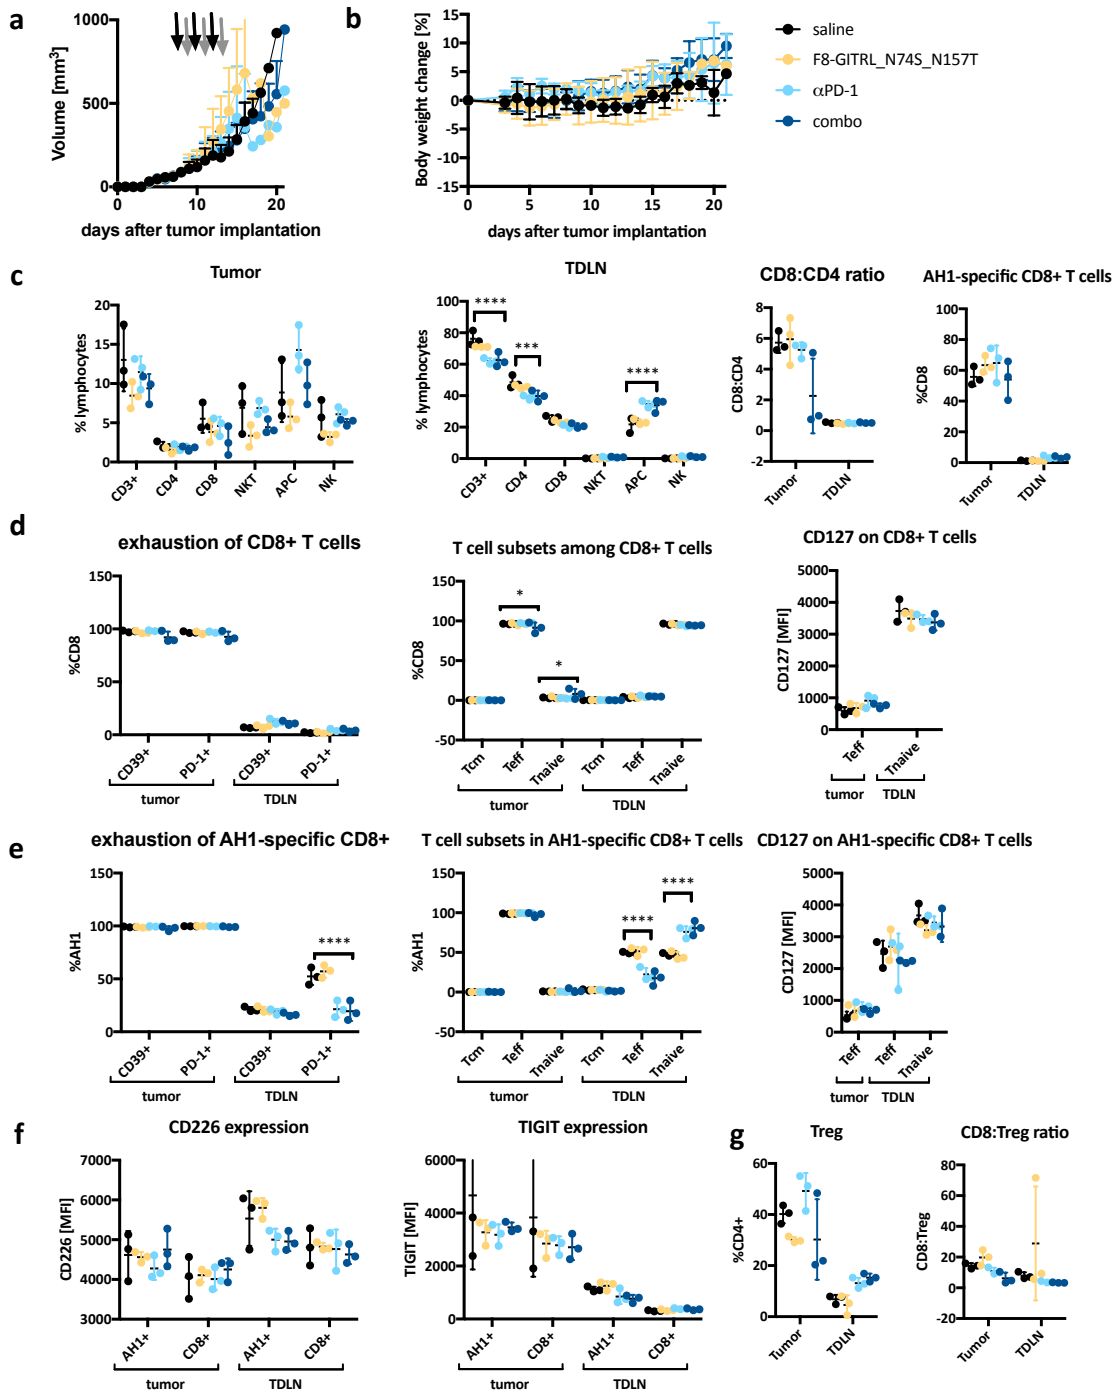 a
Volume [mm³]
1000
500
0
0
10
20
days after tumor implantation
b
Body weight change [%]
15
10
5
0
-5
-10
-15
0
5
10
15
20
days after tumor implantation
saline
F8-GITRL_N74S_N157T
αPD-1
combo
c
Tumor
% lymphocytes
20
15
10
5
0
CD3+
CD4
CD8
NKT
APC
NK
TDLN
% lymphocytes
100
80
60
40
20
0
****
***
****
CD3+
CD4
CD8
NKT
APC
NK
CD8:CD4 ratio
CD8:CD4
8
6
4
2
0
-2
Tumor
TDLN
AH1-specific CD8+ T cells
%CD8
100
80
60
40
20
0
Tumor
TDLN
d
exhaustion of CD8+ T cells
%CD8
150
100
50
0
CD39+
PD-1+
CD39+
PD-1+
tumor
TDLN
T cell subsets among CD8+ T cells
%CD8
150
100
50
0
-50
*
*
Tcm
Teff
Tnaive
Tcm
Teff
Tnaive
tumor
TDLN
CD127 on CD8+ T cells
CD127 [MFI]
5000
4000
3000
2000
1000
0
Teff
Tnaive
tumor
TDLN
e
exhaustion of AH1-specific CD8+
%AH1
150
100
50
0
****
CD39+
PD-1+
CD39+
PD-1+
tumor
TDLN
T cell subsets in AH1-specific CD8+ T cells
%AH1
150
100
50
0
-50
****
****
Tcm
Teff
Tnaive
Tcm
Teff
Tnaive
tumor
TDLN
CD127 on AH1-specific CD8+ T cells
CD127 [MFI]
5000
4000
3000
2000
1000
0
Teff
Teff
Tnaive
tumor
TDLN
f
CD226 expression
CD226 [MFI]
7000
6000
5000
4000
3000
AH1+
CD8+
AH1+
CD8+
tumor
TDLN
TIGIT expression
TIGIT [MFI]
6000
4000
2000
0
AH1+
CD8+
AH1+
CD8+
tumor
TDLN
g
Treg
%CD4+
60
40
20
0
Tumor
TDLN
CD8:Treg ratio
CD8:Treg
80
60
40
20
0
-20
Tumor
TDLN